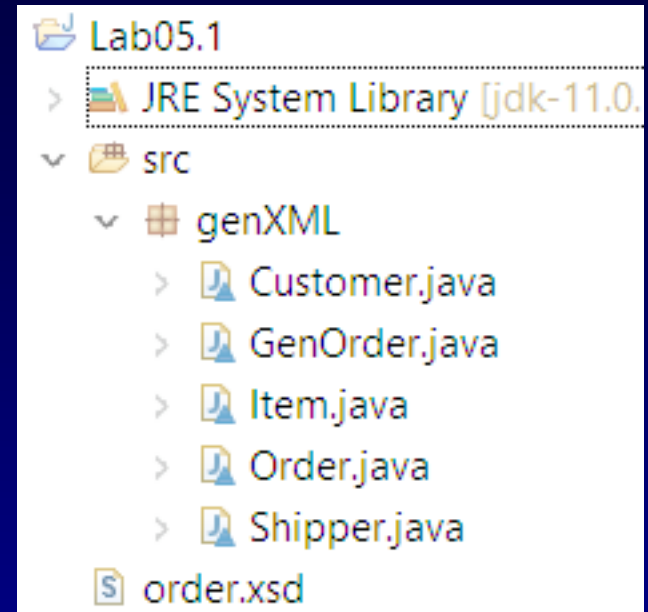 Lab05.1
JRE System Library [jdk-11.0.
src
genXML
Customer.java
GenOrder.java
Item.java
Order.java
Shipper.java
order.xsd